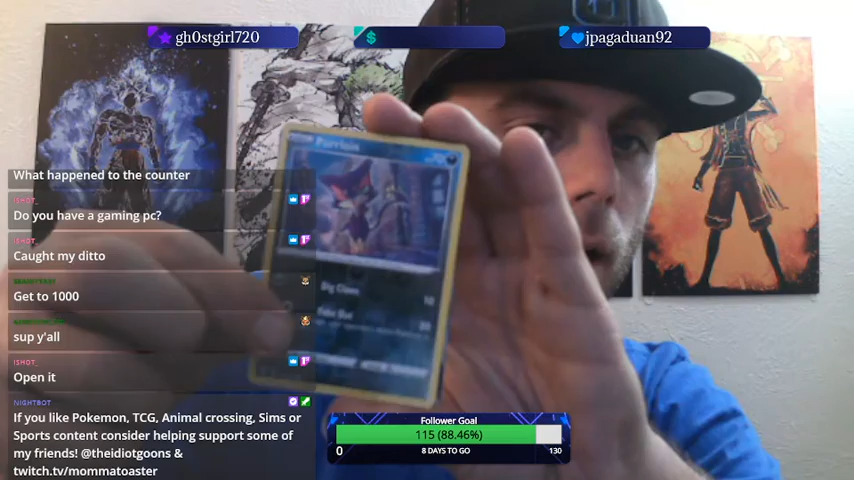 gh0stgirl720
$
jpagaduan92
Purrloin
What happened to the counter
Do you have a gaming pc?
Caught my ditto
Get to 1000
sup y'all
Open it
NIGHTBOT
If you like Pokemon, TCG, Animal crossing, Sims or
Sports content consider helping support some of
my friends! @theidiotgoons &
twitch.tv/mommatoaster
Follower Goal
115 (88.46%)
0
8 DAYS TO GO
130